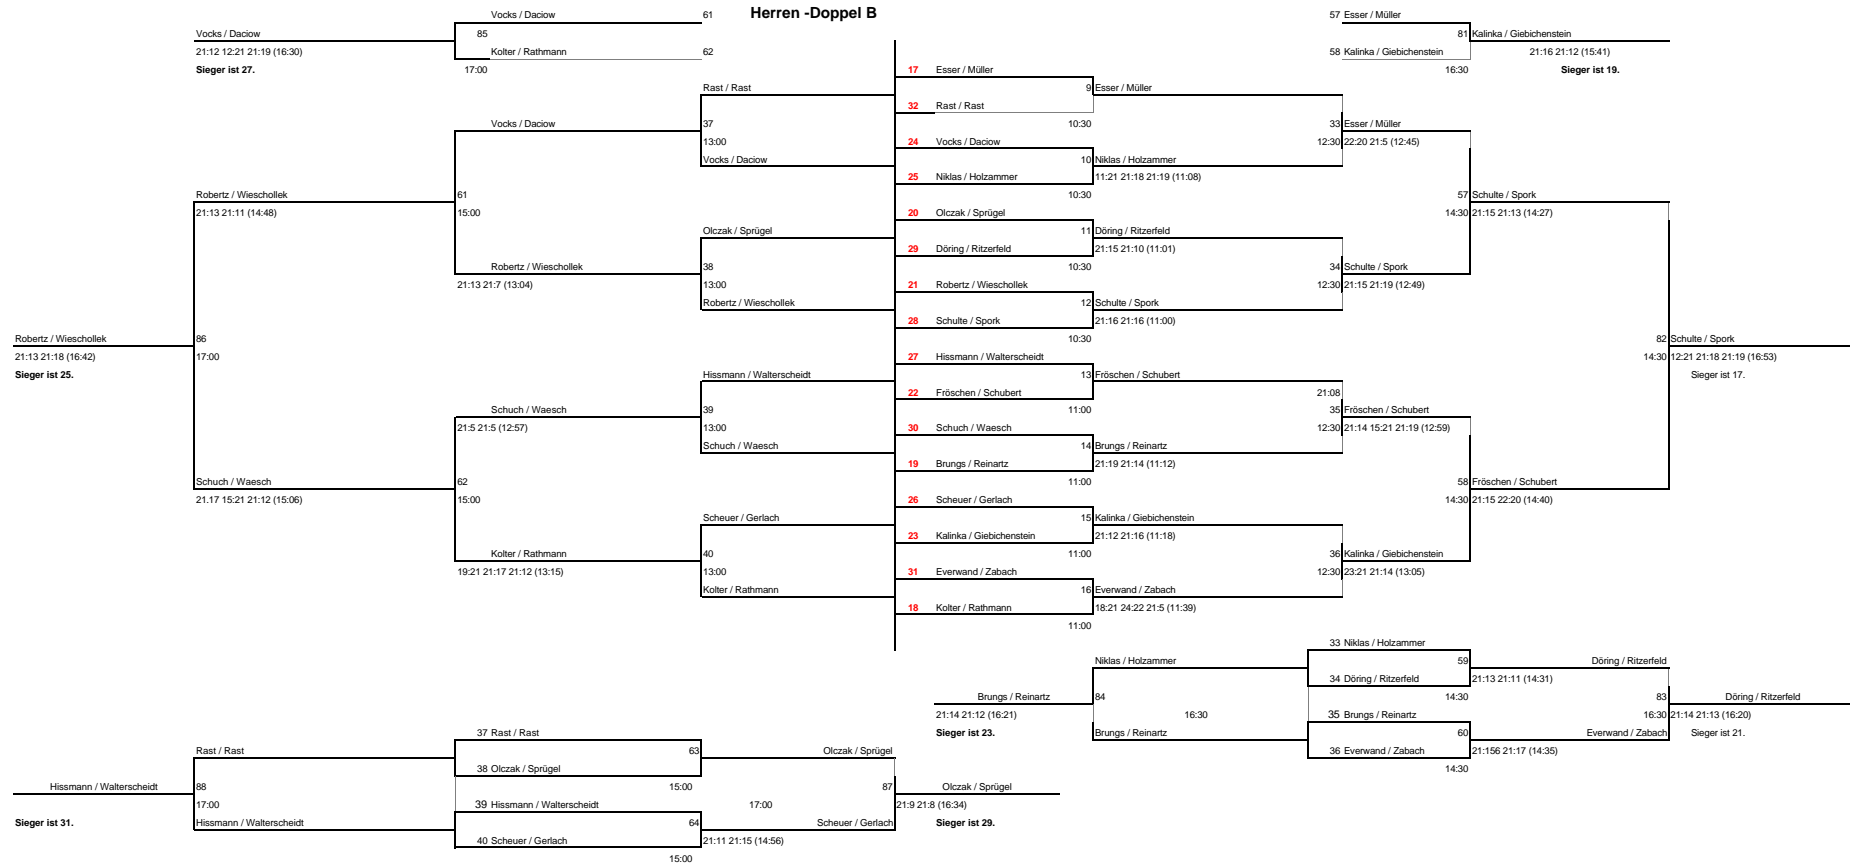 Herren -Doppel B
Vocks / Daciow 61
57 Esser / Müller
Vocks / Daciow 85
81 Kalinka / Giebichenstein
21:12 12:21 21:19 (16:30) Kolter / Rathmann 62
58 Kalinka / Giebichenstein 21:16 21:12 (15:41)
Sieger ist 27. 17:00
17 Esser / Müller
16:30 Sieger ist 19.
Rast / Rast
9 Esser / Müller
32 Rast / Rast
Vocks / Daciow 37
10:30
33 Esser / Müller
13:00
24 Vocks / Daciow
12:30 22:20 21:5 (12:45)
Vocks / Daciow
10 Niklas / Holzammer
25 Niklas / Holzammer
11:21 21:18 21:19 (11:08)
Robertz / Wieschollek 61
10:30
57 Schulte / Spork
21:13 21:11 (14:48) 15:00
20 Olczak / Sprügel
14:30 21:15 21:13 (14:27)
Olczak / Sprügel
11 Döring / Ritzerfeld
29 Döring / Ritzerfeld
21:15 21:10 (11:01)
Robertz / Wieschollek 38
10:30
34 Schulte / Spork
21:13 21:7 (13:04) 13:00
21 Robertz / Wieschollek
12:30 21:15 21:19 (12:49)
Robertz / Wieschollek
12 Schulte / Spork
28 Schulte / Spork
21:16 21:16 (11:00)
Robertz / Wieschollek 86
10:30
82 Schulte / Spork
21:13 21:18 (16:42) 17:00
27 Hissmann / Walterscheidt
14:30 12:21 21:18 21:19 (16:53)
Sieger ist 25.
Hissmann / Walterscheidt
13 Fröschen / Schubert
Sieger ist 17.
22 Fröschen / Schubert
21:08
Schuch / Waesch 39
11:00
35 Fröschen / Schubert
21:5 21:5 (12:57) 13:00
30 Schuch / Waesch
12:30 21:14 15:21 21:19 (12:59)
Schuch / Waesch
14 Brungs / Reinartz
19 Brungs / Reinartz
21:19 21:14 (11:12)
Schuch / Waesch 62
11:00
58 Fröschen / Schubert
21.17 15:21 21:12 (15:06) 15:00
26 Scheuer / Gerlach
14:30 21:15 22:20 (14:40)
Scheuer / Gerlach
15 Kalinka / Giebichenstein
23 Kalinka / Giebichenstein
21:12 21:16 (11:18)
Kolter / Rathmann 40
11:00
36 Kalinka / Giebichenstein
19:21 21:17 21:12 (13:15) 13:00
31 Everwand / Zabach
12:30 23:21 21:14 (13:05)
Kolter / Rathmann
16 Everwand / Zabach
18 Kolter / Rathmann
18:21 24:22 21:5 (11:39)
11:00
33 Niklas / Holzammer
Niklas / Holzammer 59 Döring / Ritzerfeld
34 Döring / Ritzerfeld 21:13 21:11 (14:31)
Brungs / Reinartz 84 14:30 83 Döring / Ritzerfeld
21:14 21:12 (16:21) 16:30 35 Brungs / Reinartz 16:30 21:14 21:13 (16:20)
Sieger ist 23. Brungs / Reinartz 60 Everwand / Zabach Sieger ist 21.
36 Everwand / Zabach 21:156 21:17 (14:35)
14:30
37 Rast / Rast
Rast / Rast 63 Olczak / Sprügel
38 Olczak / Sprügel
Hissmann / Walterscheidt 88 15:00 87 Olczak / Sprügel
17:00 39 Hissmann / Walterscheidt 17:00 21:9 21:8 (16:34)
Sieger ist 31. Hissmann / Walterscheidt 64 Scheuer / Gerlach Sieger ist 29.
40 Scheuer / Gerlach 21:11 21:15 (14:56)
15:00